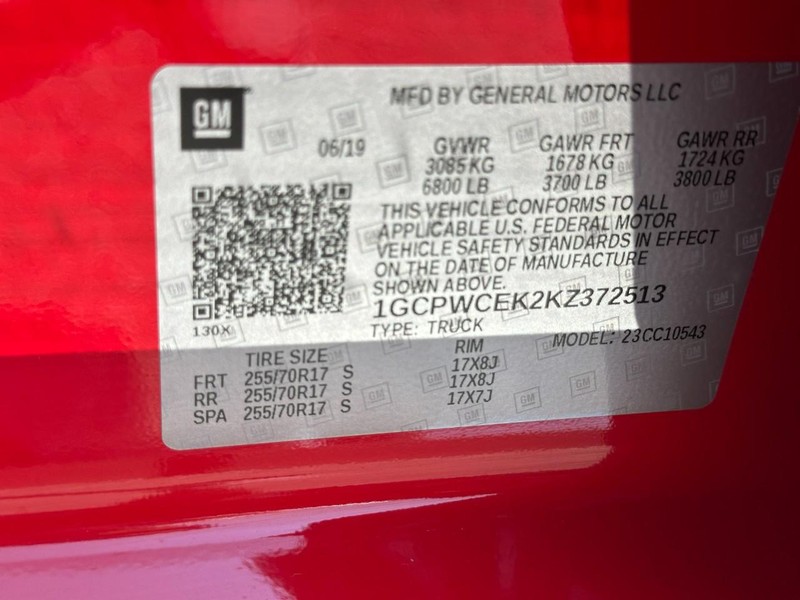 GM
MFD BY GENERAL MOTORS LLC
06/19 GVWR GAWR FRT GAWR RR
3085 KG 1678 KG 1724 KG
6800 LB 3700 LB 3800 LB
THIS VEHICLE CONFORMS TO ALL
APPLICABLE U.S. FEDERAL MOTOR
VEHICLE SAFETY STANDARDS IN EFFECT
ON THE DATE OF MANUFACTURE
SHOWN ABOVE.
1GCPWCEK2KZ372513
130X
TYPE: TRUCK
MODEL: 23CC10543
TIRE SIZE RIM
FRT 255/70R17 S 17X8J
RR 255/70R17 S 17X8J
SPA 255/70R17 S 17X7J